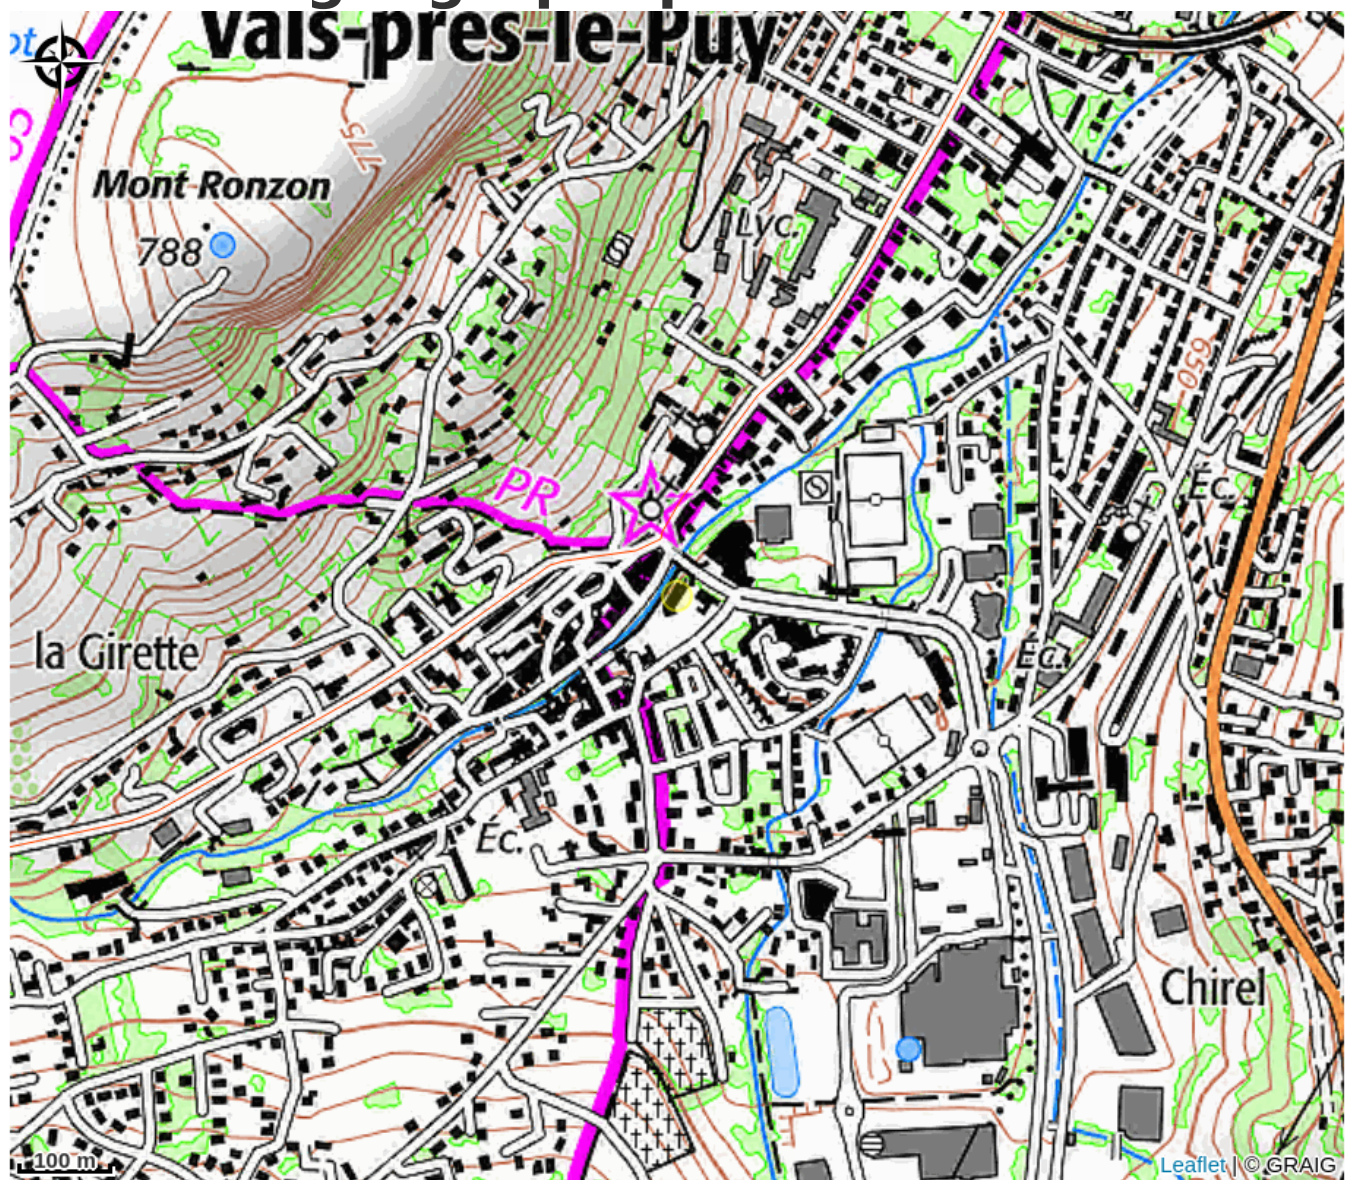 Vals-près-le-Puy
ot
775
Mont Ronzon
788
Lyc.
650
PR
Éc.
la Girette
Éc.
Éc.
Chirel
100 m
Leaflet | © GRAIG